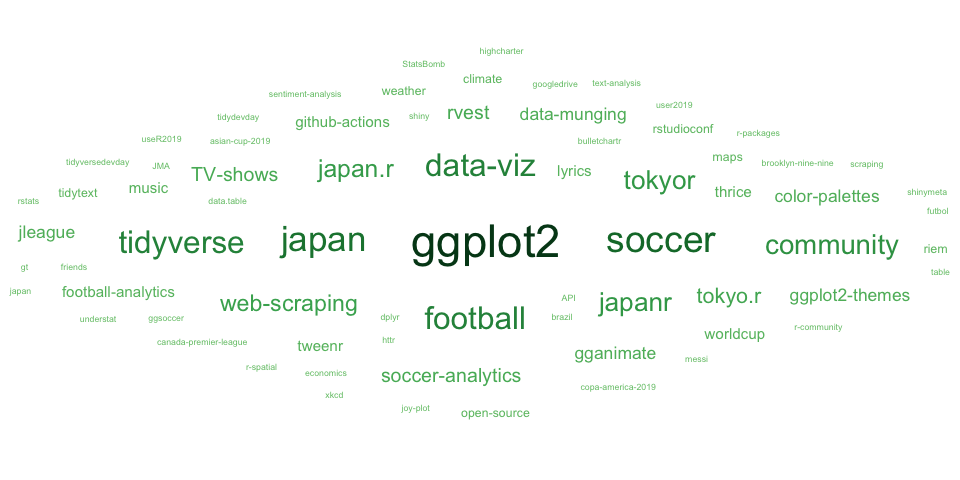 highcharter
StatsBomb
climate
googledrive
text-analysis
sentiment-analysis
weather
tidydevday
github-actions
shiny
rvest
data-munging
user2019
rstudioconf
r-packages
useR2019
asian-cup-2019
bulletchartr
tidyversedevday
JMA
TV-shows
japan.r
data-viz
lyrics
tokyor
maps
brooklyn-nine-nine
scraping
rstats
tidytext
music
data.table
thrice
color-palettes
shinymeta
futbol
jleague
tidyverse
japan
ggplot2
soccer
community
riem
gt
friends
table
japan
football-analytics
web-scraping
football
API
japanr
tokyo.r
ggplot2-themes
understat
ggsoccer
dplyr
brazil
r-community
canada-premier-league
tweenr
httr
gganimate
messi
worldcup
r-spatial
economics
soccer-analytics
copa-america-2019
xkcd
joy-plot
open-source